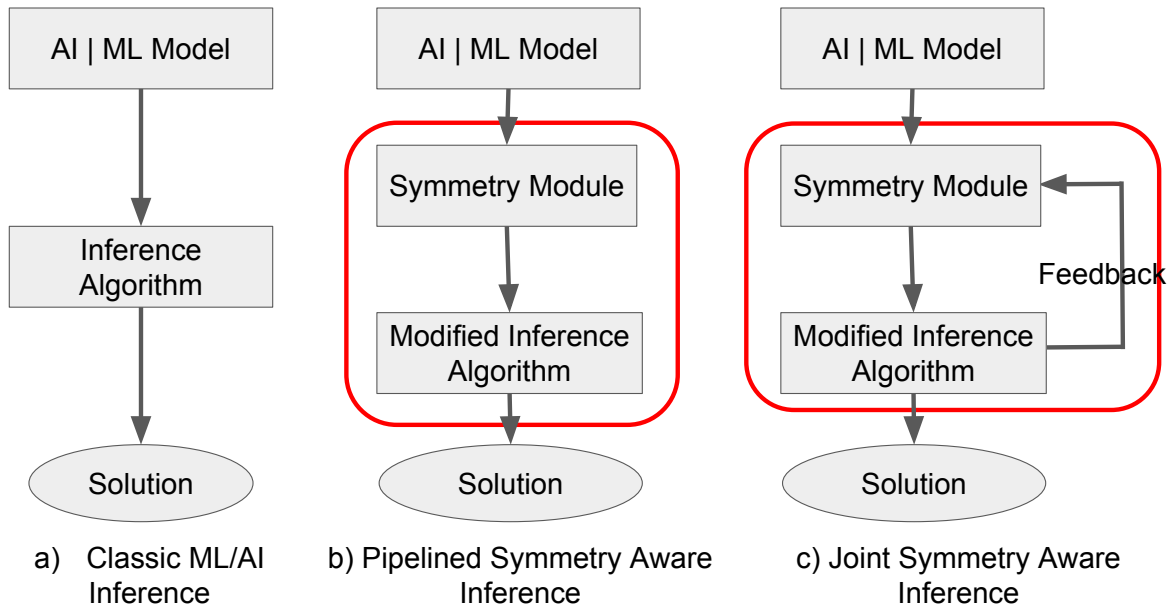 AI | ML Model
Inference
Algorithm
Solution
a) Classic ML/AI
Inference
AI | ML Model
Symmetry Module
Modified Inference
Algorithm
Solution
b) Pipelined Symmetry Aware
Inference
AI | ML Model
Symmetry Module
Feedback
Modified Inference
Algorithm
Solution
c) Joint Symmetry Aware
Inference